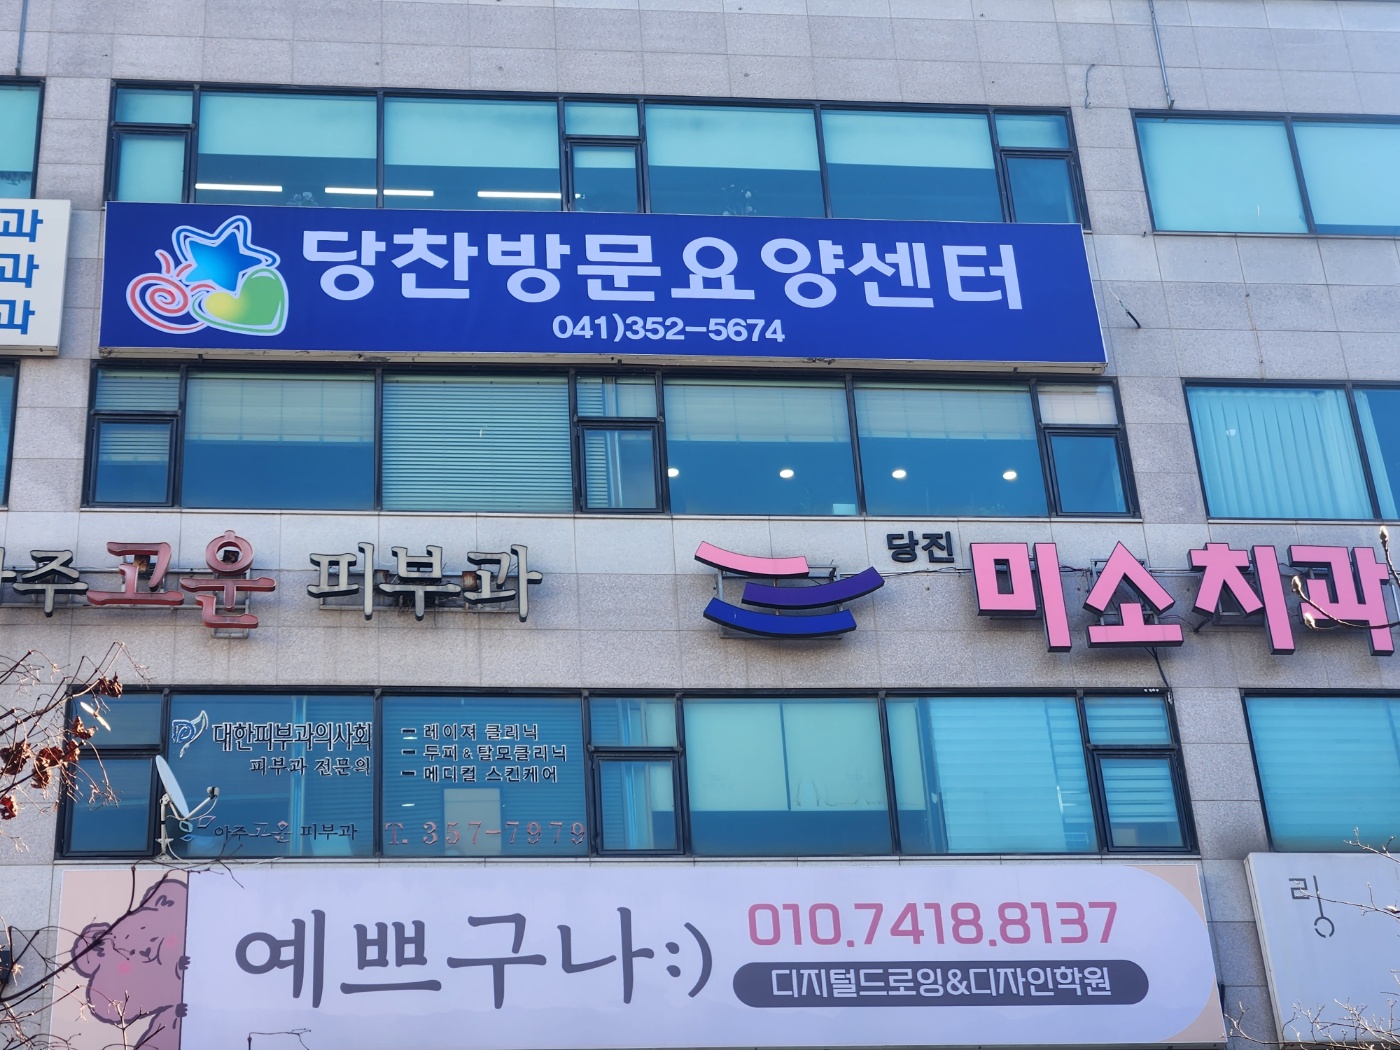 과
과
과
당찬방문요양센터
041)352-5674
아주고운 피부과
당진 미소치과
대한피부과의사회
피부과 전문의
- 레이저 클리닉
- 두피&탈모클리닉
- 메디컬 스킨케어
아주고운 피부과
T. 357-7979
예쁘구나:)
010.7418.8137
디지털드로잉&디자인학원
링